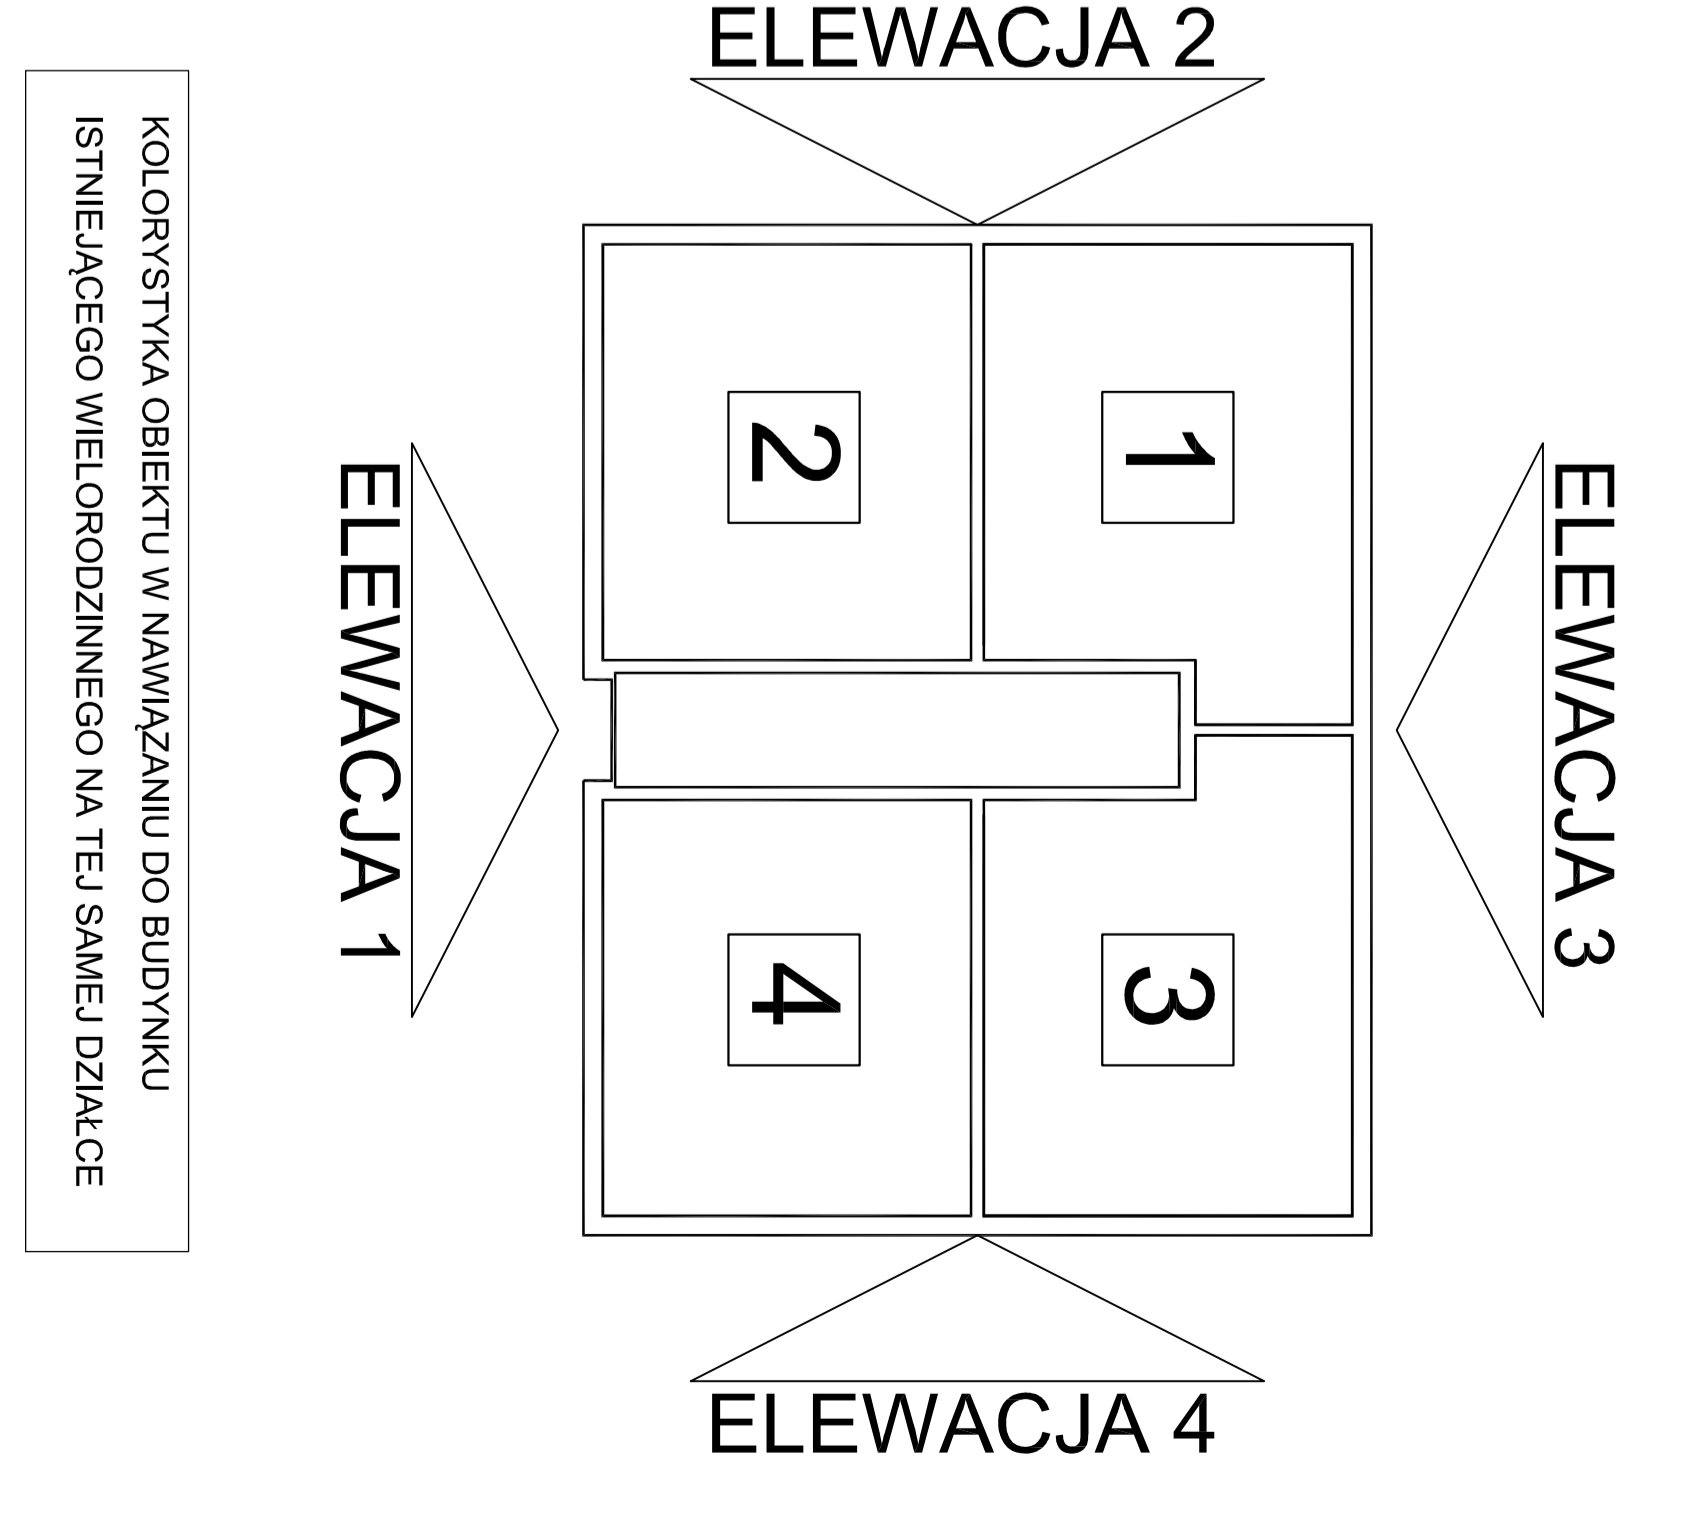 ELEWACJA 2
KOLORYSTYKA OBIEKTU W NAWIĄZANIU DO BUDYNKU
ISTNIEJĄCEGO WIELORODZINNEGO NA TEJ SAMEJ DZIAŁCE
ELEWACJA 1
2
1
4
3
ELEWACJA 3
ELEWACJA 4